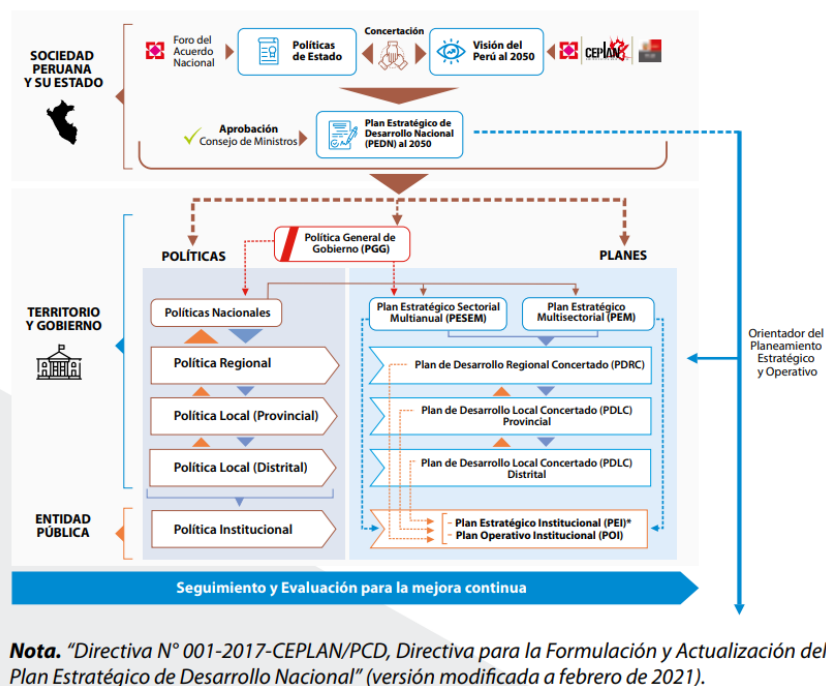 SOCIEDAD
PERUANA
Y SU ESTADO
Foro del
Acuerdo
Nacional
Políticas
de Estado
Concertación
Visión del
Perú al 2050
CEPLAN
Aprobación
Consejo de Ministros
Plan Estratégico de
Desarrollo Nacional
(PEDN) al 2050
Política General de
Gobierno (PGG)
POLÍTICAS
PLANES
TERRITORIO
Y GOBIERNO
Políticas Nacionales
Plan Estratégico Sectorial
Multianual (PESEM)
Plan Estratégico
Multisectorial (PEM)
Política Regional
Plan de Desarrollo Regional Concertado (PDRC)
Política Local (Provincial)
Plan de Desarrollo Local Concertado (PDLC)
Provincial
Política Local (Distrital)
Plan de Desarrollo Local Concertado (PDLC)
Distrital
Orientador del
Planeamiento
Estratégico
y Operativo
ENTIDAD
PÚBLICA
Política Institucional
- Plan Estratégico Institucional (PEI)*
- Plan Operativo Institucional (POI)
Seguimiento y Evaluación para la mejora continua
Nota. “Directiva N° 001-2017-CEPLAN/PCD, Directiva para la Formulación y Actualización del
Plan Estratégico de Desarrollo Nacional” (versión modificada a febrero de 2021).